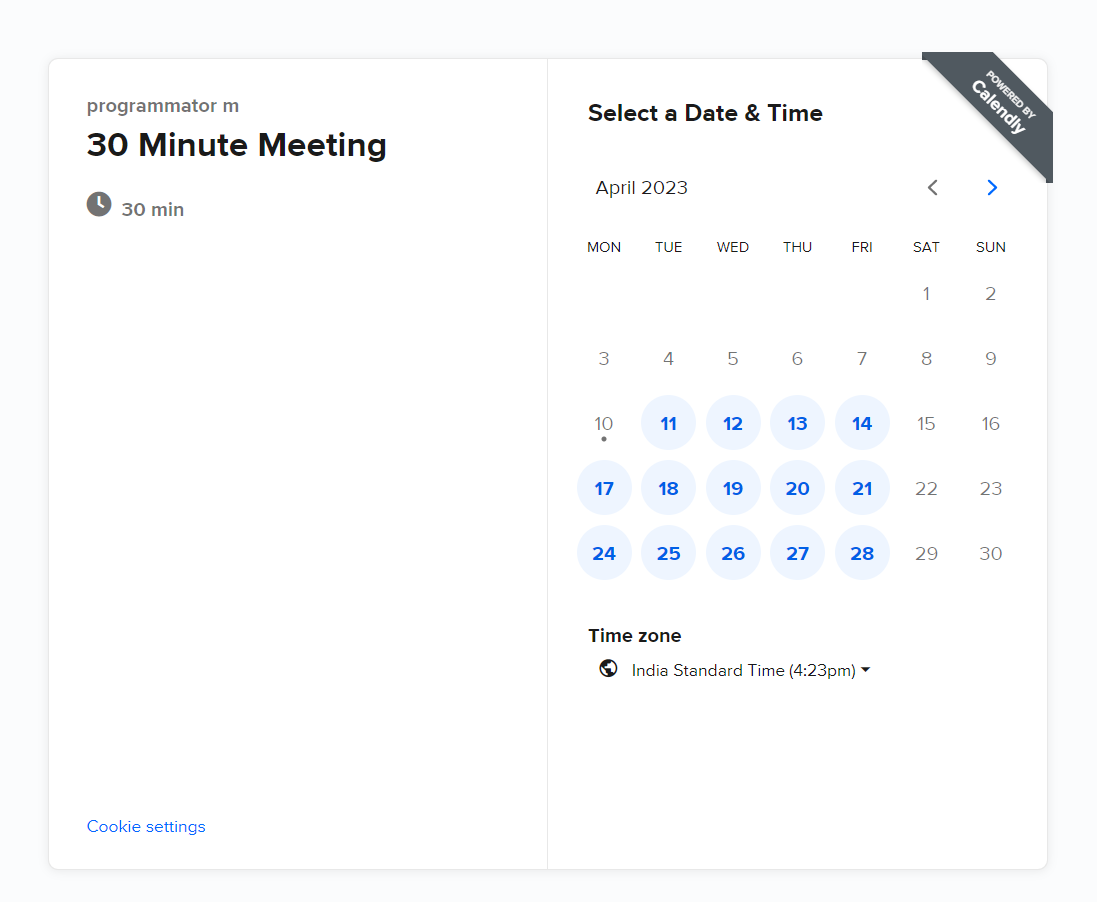 programmator m
30 Minute Meeting
30 min
Cookie settings
POWERED BY
Calendly
Select a Date & Time
April 2023
MON TUE WED THU FRI SAT SUN
1 2
3 4 5 6 7 8 9
10 11 12 13 14 15 16
17 18 19 20 21 22 23
24 25 26 27 28 29 30
Time zone
India Standard Time (4:23pm)